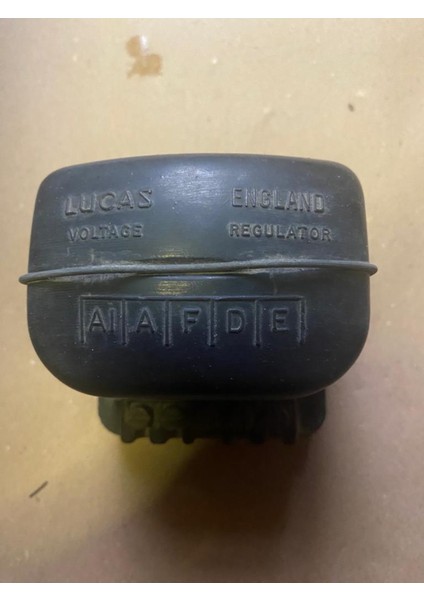 LUCAS ENGLAND
VOLTAGE REGULATOR
A1 A F D E